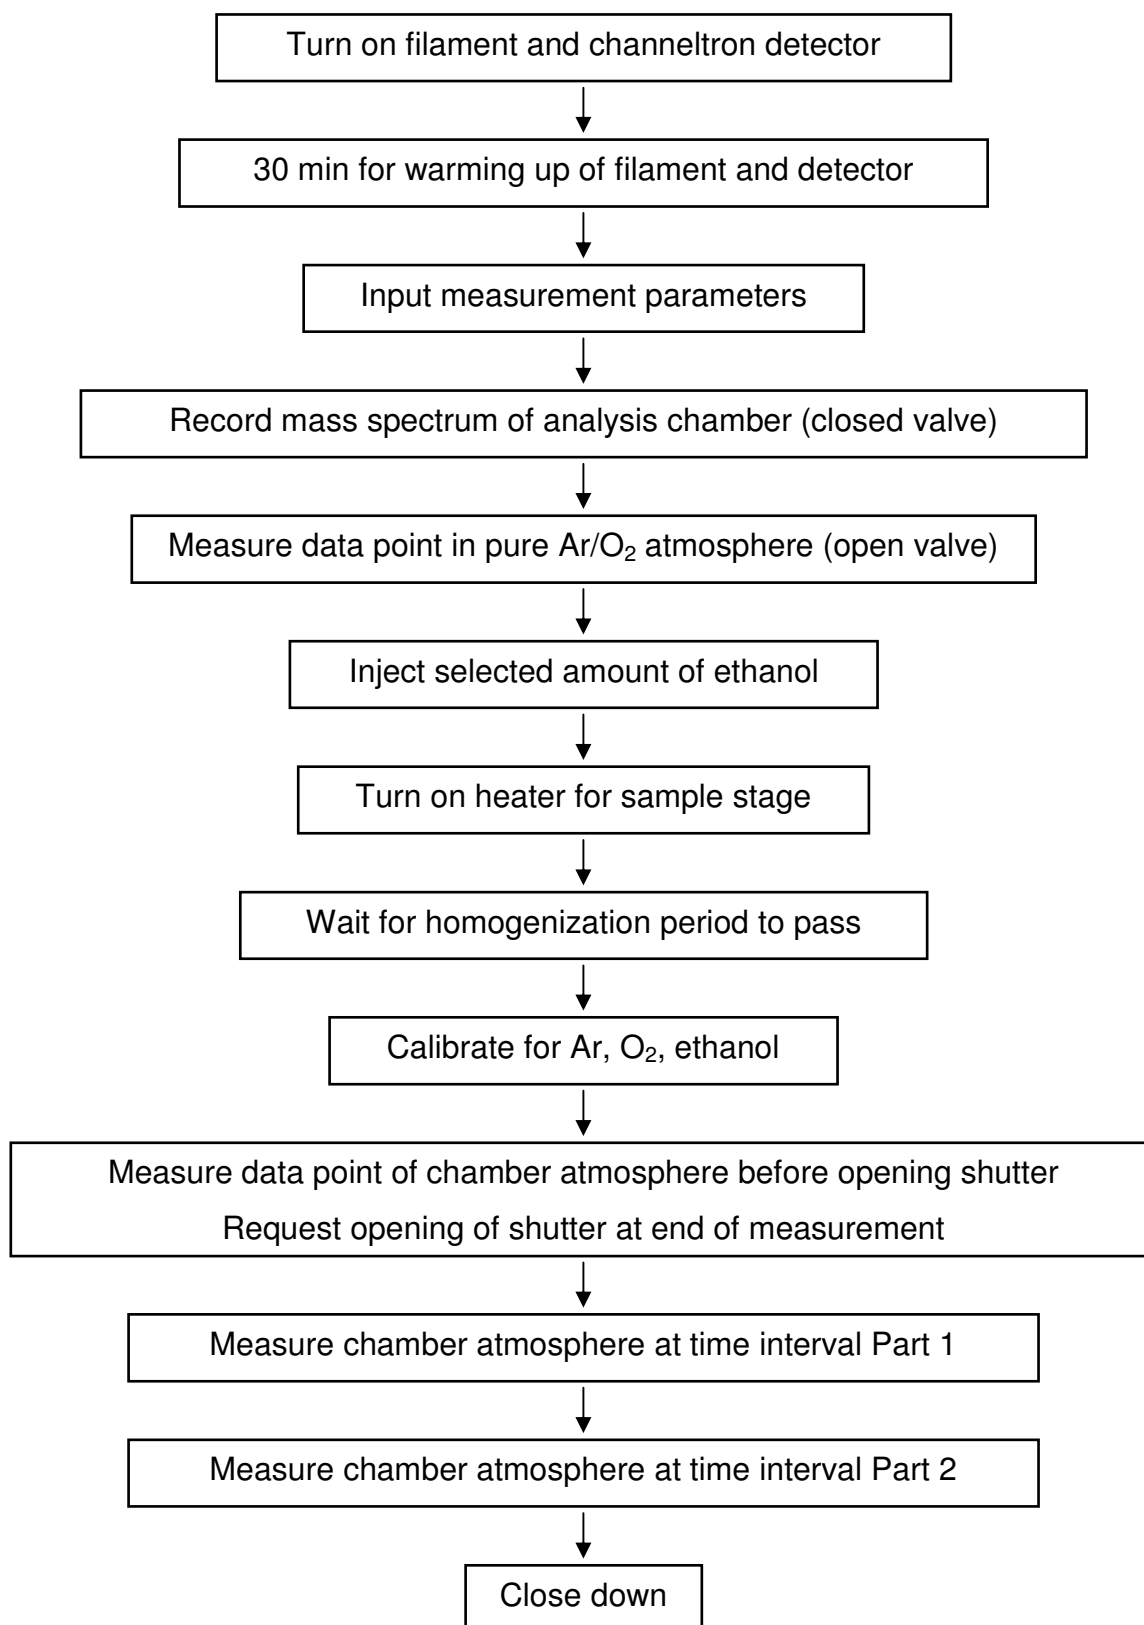 Turn on filament and channeltron detector
30 min for warming up of filament and detector
Input measurement parameters
Record mass spectrum of analysis chamber (closed valve)
Measure data point in pure Ar/O₂ atmosphere (open valve)
Inject selected amount of ethanol
Turn on heater for sample stage
Wait for homogenization period to pass
Calibrate for Ar, O₂, ethanol
Measure data point of chamber atmosphere before opening shutter
Request opening of shutter at end of measurement
Measure chamber atmosphere at time interval Part 1
Measure chamber atmosphere at time interval Part 2
Close down